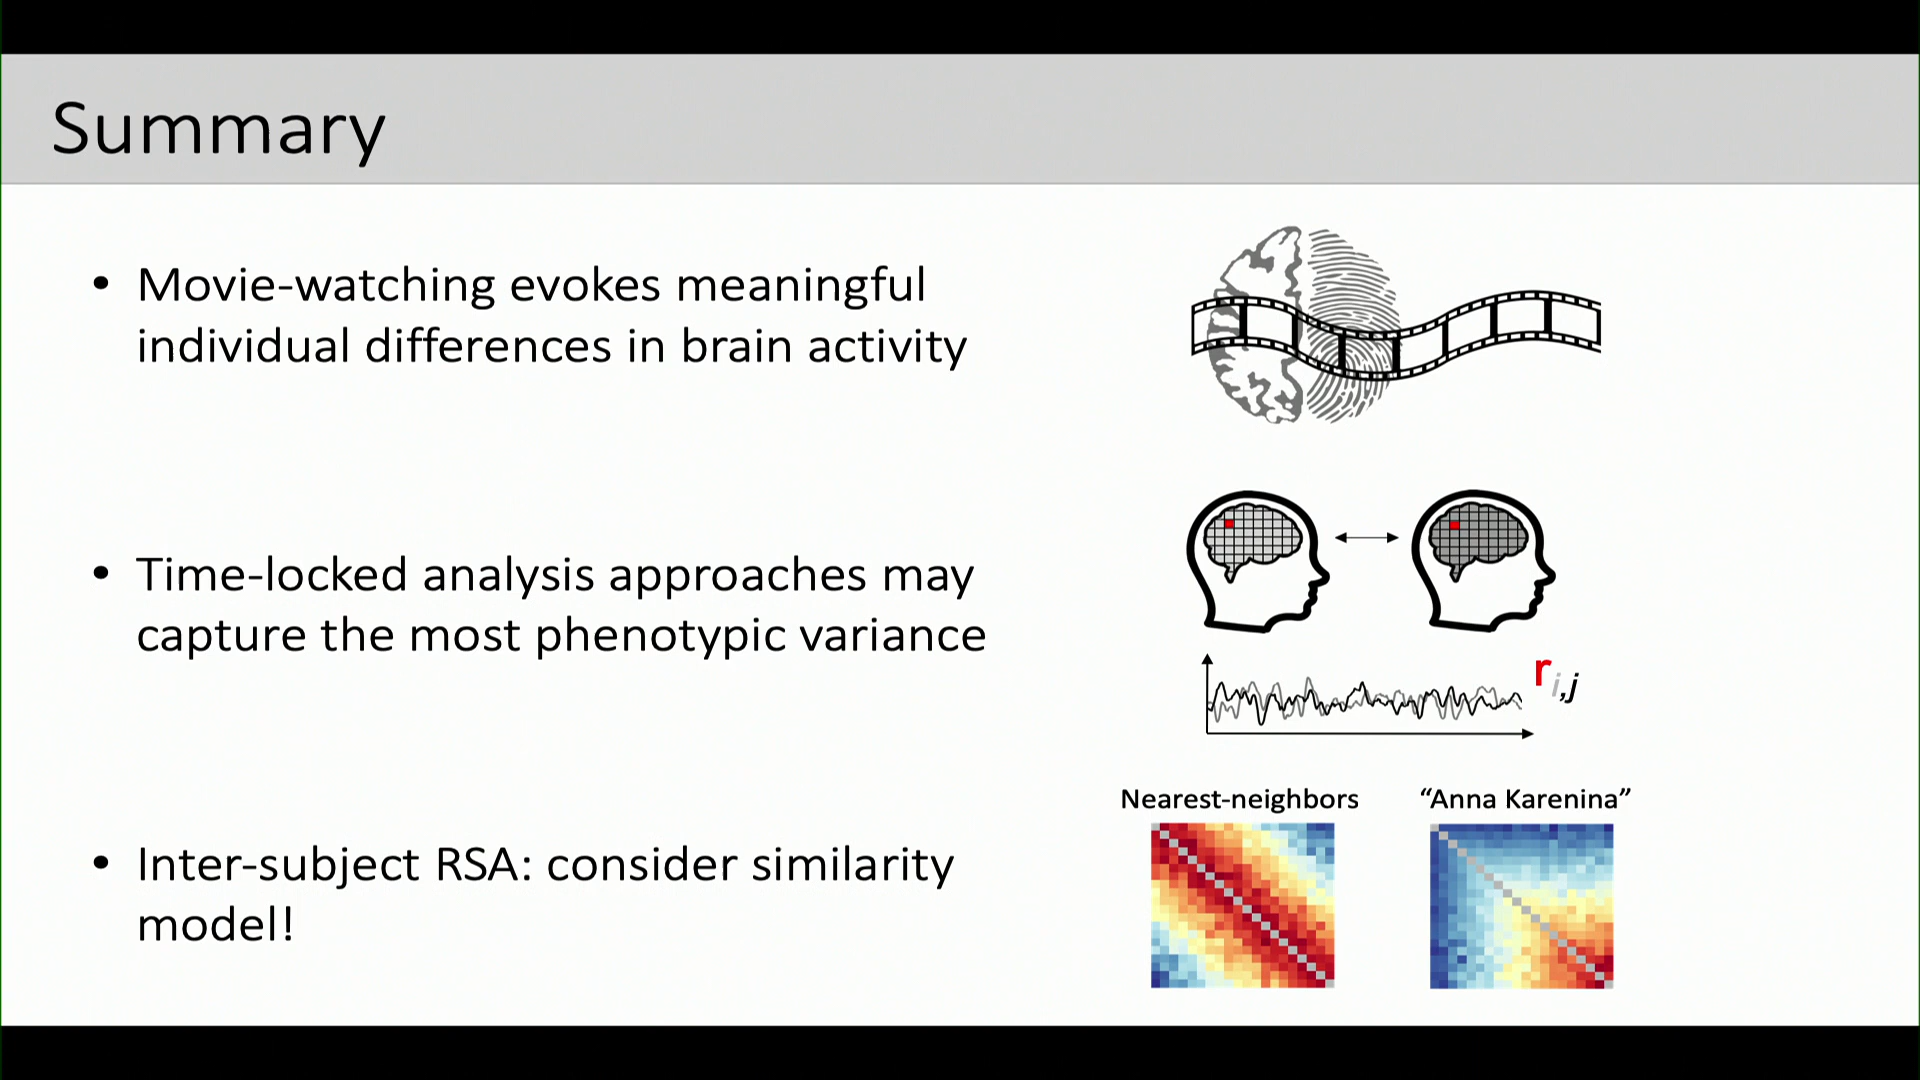 Summary
• Movie-watching evokes meaningful
individual differences in brain activity
• Time-locked analysis approaches may
capture the most phenotypic variance
r i,j
• Inter-subject RSA: consider similarity
model!
Nearest-neighbors
“Anna Karenina”